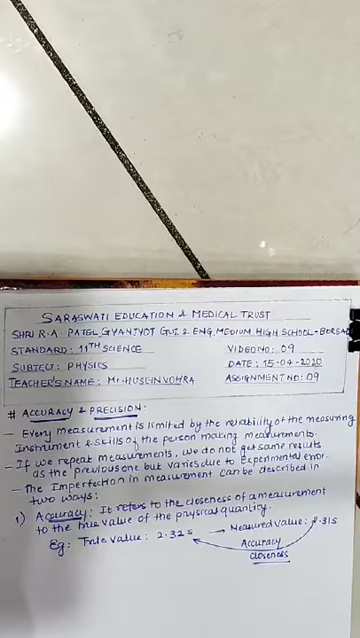 SARASWATI EDUCATION & MEDICAL TRUST
SHRI R.A. PATEL GYANJYOT GUJ. & ENG. MEDIUM HIGH SCHOOL - BORSAD
STANDARD: 11TH SCIENCE VIDEO NO: 09
SUBJECT: PHYSICS DATE: 15-04-2020
TEACHER'S NAME: Mr. HUSEIN VOHRA ASSIGNMENT NO: 09
# ACCURACY & PRECISION.
- Every measurement is limited by the reliability of the measuring
Instrument & skills of the person making measurements.
- If we repeat measurements, we do not get same results
as the previous one but varies due to Experimental error.
- The Imperfection in measurement can be described in
two ways:
1) Accuracy: It refers to the closeness of a measurement
to the true value of the physical quantity.
Eg: True value: 2.32s → Measured value: 2.31s
Accuracy
closeness